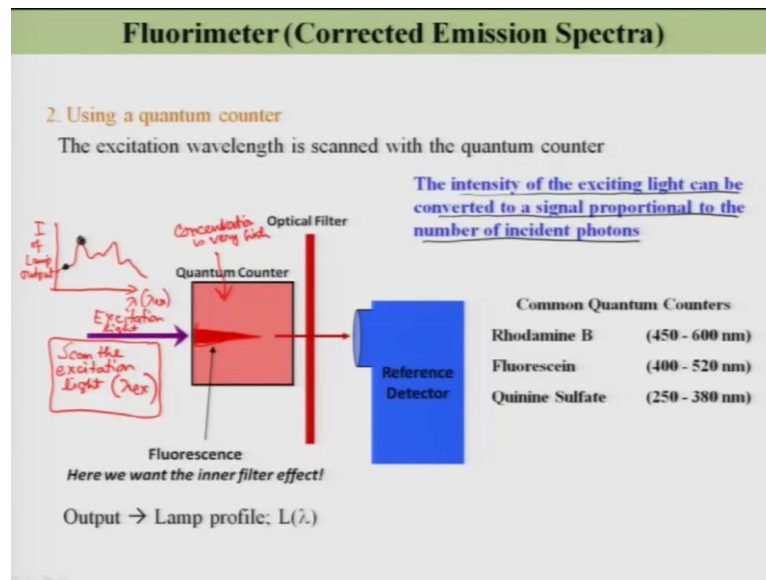 Fluorimeter (Corrected Emission Spectra)
2. Using a quantum counter
The excitation wavelength is scanned with the quantum counter
The intensity of the exciting light can be
converted to a signal proportional to the
number of incident photons
I
of
Lamp
output
λ (λex)
Excitation
light
Scan the
excitation
light (λex)
Concentration
is very high
Optical Filter
Quantum Counter
Reference
Detector
Fluorescence
Here we want the inner filter effect!
Common Quantum Counters
Rhodamine B (450 - 600 nm)
Fluorescein (400 - 520 nm)
Quinine Sulfate (250 - 380 nm)
Output → Lamp profile; L(λ)